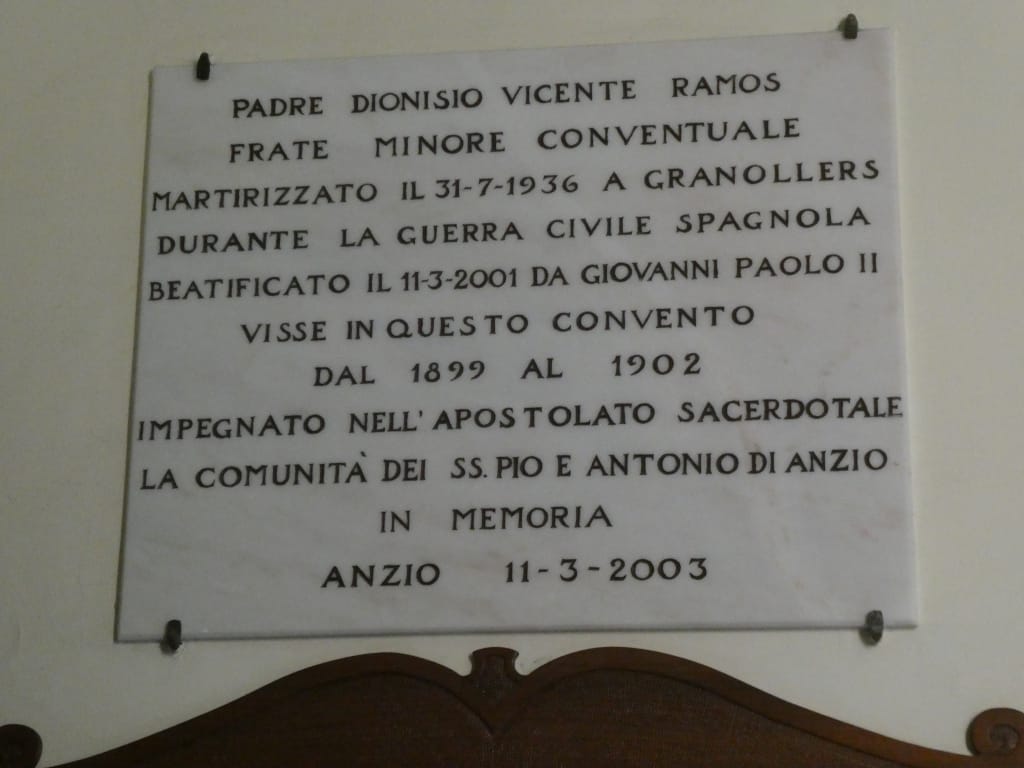 PADRE DIONISIO VICENTE RAMOS
FRATE MINORE CONVENTUALE
MARTIRIZZATO IL 31-7-1936 A GRANOLLERS
DURANTE LA GUERRA CIVILE SPAGNOLA
BEATIFICATO IL 11-3-2001 DA GIOVANNI PAOLO II
VISSE IN QUESTO CONVENTO
DAL 1899 AL 1902
IMPEGNATO NELL'APOSTOLATO SACERDOTALE
LA COMUNITÀ DEI SS. PIO E ANTONIO DI ANZIO
IN MEMORIA
ANZIO 11-3-2003